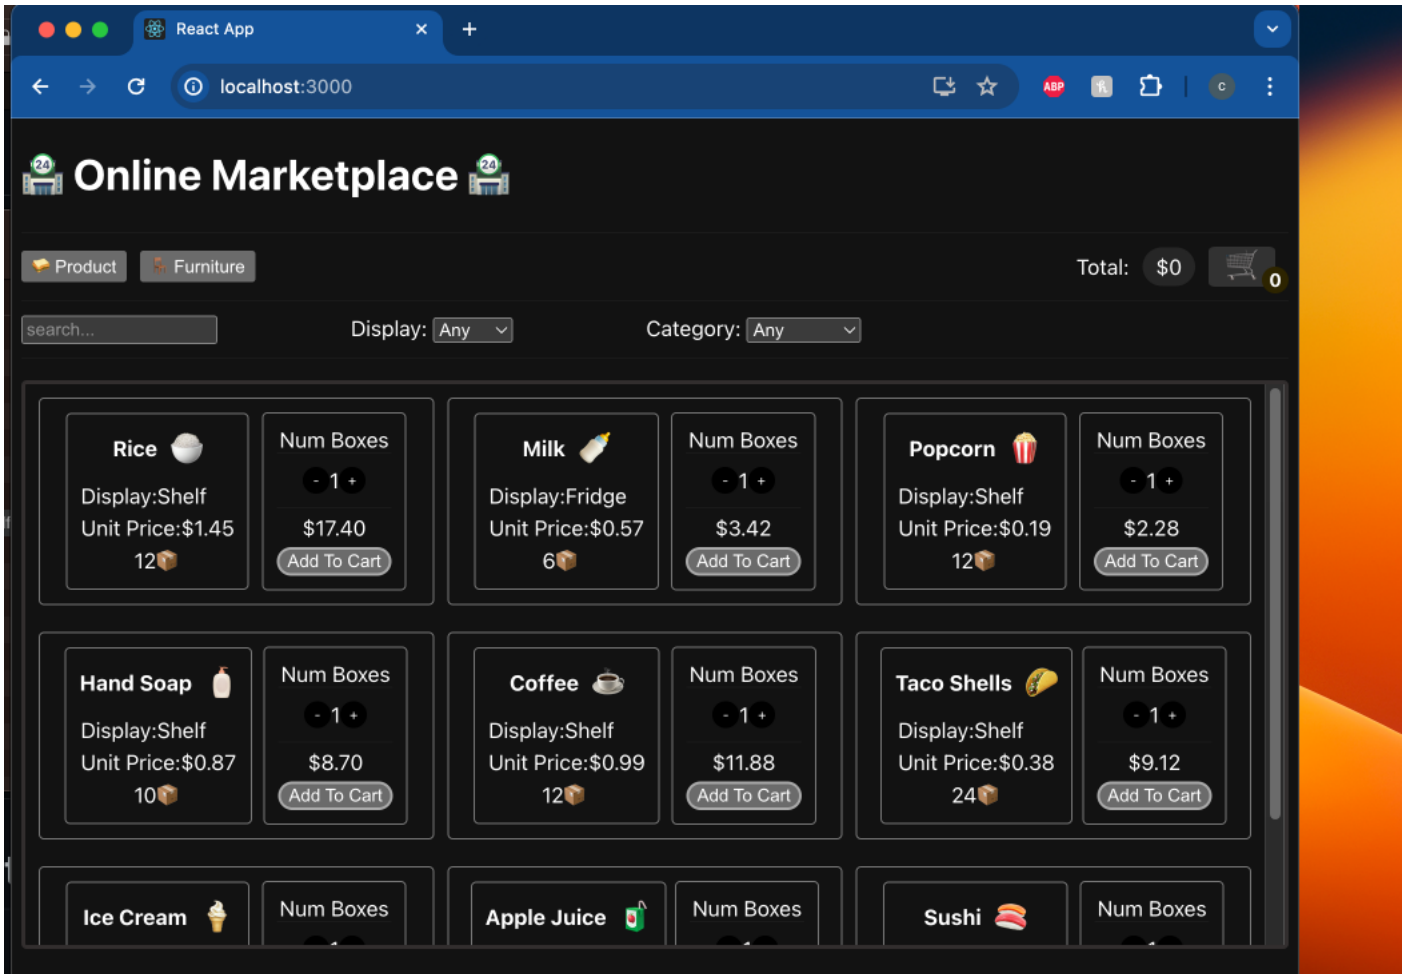 React App
localhost:3000
ABP
c
24 Online Marketplace 24
Product Furniture Total: $0
0
search... Display: Any Category: Any
Rice Num Boxes Milk Num Boxes Popcorn Num Boxes
- 1 + - 1 + - 1 +
Display:Shelf Display:Fridge Display:Shelf
Unit Price:$1.45 $17.40 Unit Price:$0.57 $3.42 Unit Price:$0.19 $2.28
12 Add To Cart 6 Add To Cart 12 Add To Cart
Hand Soap Num Boxes Coffee Num Boxes Taco Shells Num Boxes
- 1 + - 1 + - 1 +
Display:Shelf Display:Shelf Display:Shelf
Unit Price:$0.87 $8.70 Unit Price:$0.99 $11.88 Unit Price:$0.38 $9.12
10 Add To Cart 12 Add To Cart 24 Add To Cart
Ice Cream Num Boxes Apple Juice Num Boxes Sushi Num Boxes